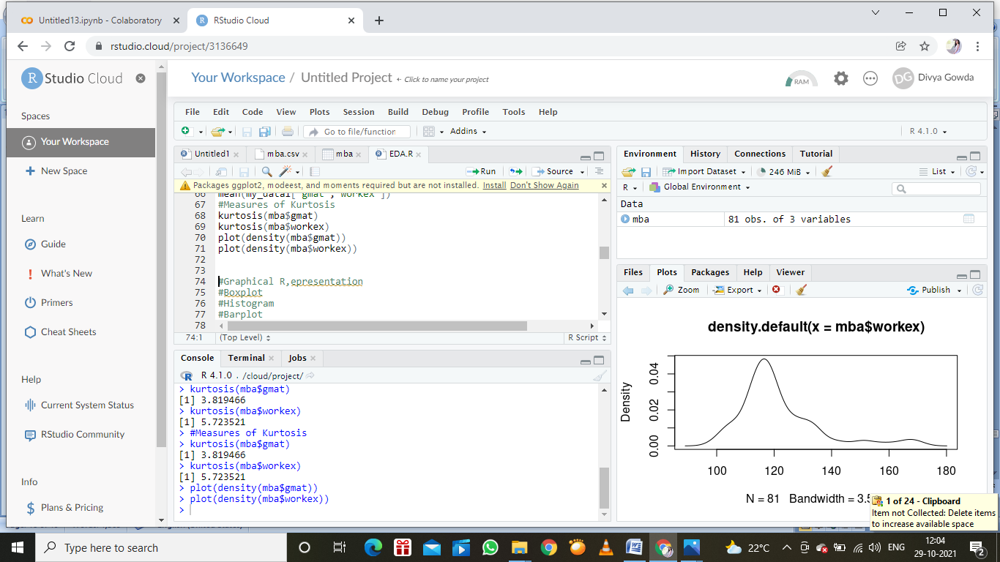 Untitled13.ipynb - Colaboratory
RStudio Cloud
rstudio.cloud/project/3136649
R Studio Cloud
Spaces
Your Workspace
New Space
Learn
Guide
What's New
Primers
Cheat Sheets
Help
Current System Status
RStudio Community
Info
Plans & Pricing
Your Workspace / Untitled Project ← Click to name your project
RAM
DG Divya Gowda
File Edit Code View Plots Session Build Debug Profile Tools Help
Go to file/function
Addins
R 4.1.0
Untitled1 mba.csv mba EDA.R
Run Source
Packages ggplot2, modeest, and moments required but are not installed. Install Don't Show Again
67 #Measures of Kurtosis
68 kurtosis(mba$gmat)
69 kurtosis(mba$workex)
70 plot(density(mba$gmat))
71 plot(density(mba$workex))
72
73
74 #Graphical R,epresentation
75 #Boxplot
76 #Histogram
77 #Barplot
78
74:1 (Top Level) R Script
Console Terminal Jobs
R 4.1.0 . /cloud/project/
> kurtosis(mba$gmat)
[1] 3.819466
> kurtosis(mba$workex)
[1] 5.723521
> #Measures of Kurtosis
> kurtosis(mba$gmat)
[1] 3.819466
> kurtosis(mba$workex)
[1] 5.723521
> plot(density(mba$gmat))
> plot(density(mba$workex))
>
Environment History Connections Tutorial
Import Dataset 246 MiB List
R Global Environment
Data
mba 81 obs. of 3 variables
Files Plots Packages Help Viewer
Zoom Export Publish
density.default(x = mba$workex)
Density
0.00 0.02 0.04
100 120 140 160 180
N = 81 Bandwidth = 3.5
1 of 24 - Clipboard
Item not Collected: Delete items
to increase available space
Type here to search
22°C
ENG
12:04
29-10-2021
2